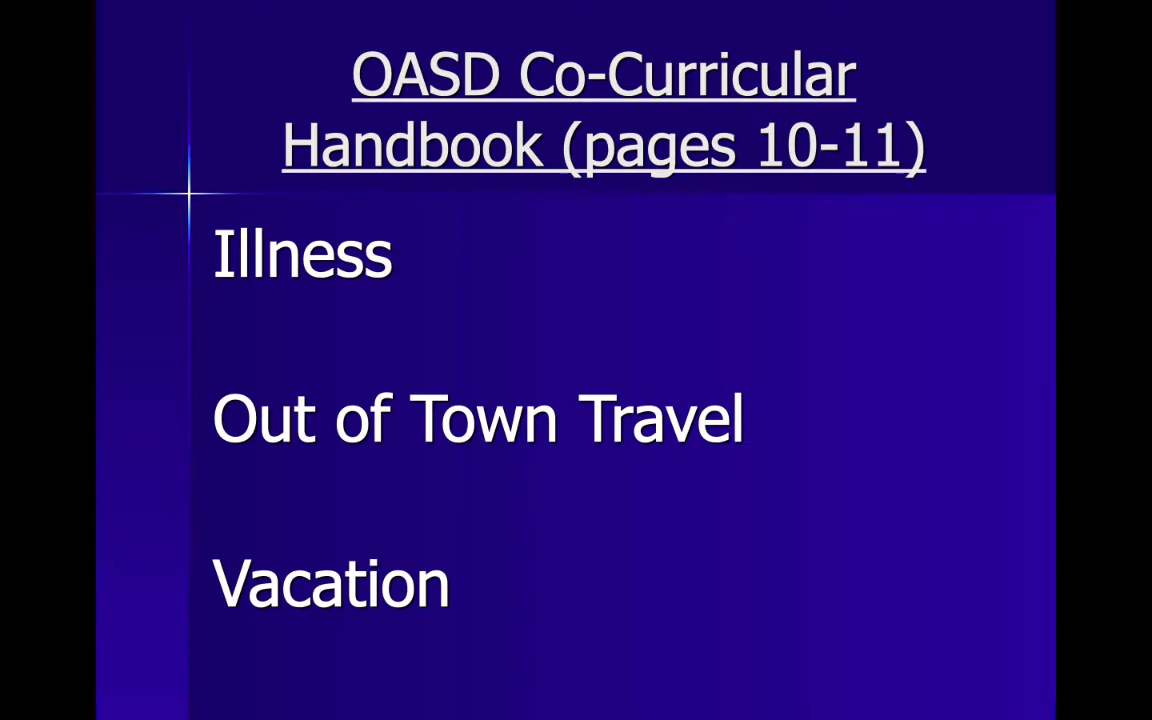 OASD Co-Curricular
Handbook (pages 10-11)
Illness
Out of Town Travel
Vacation